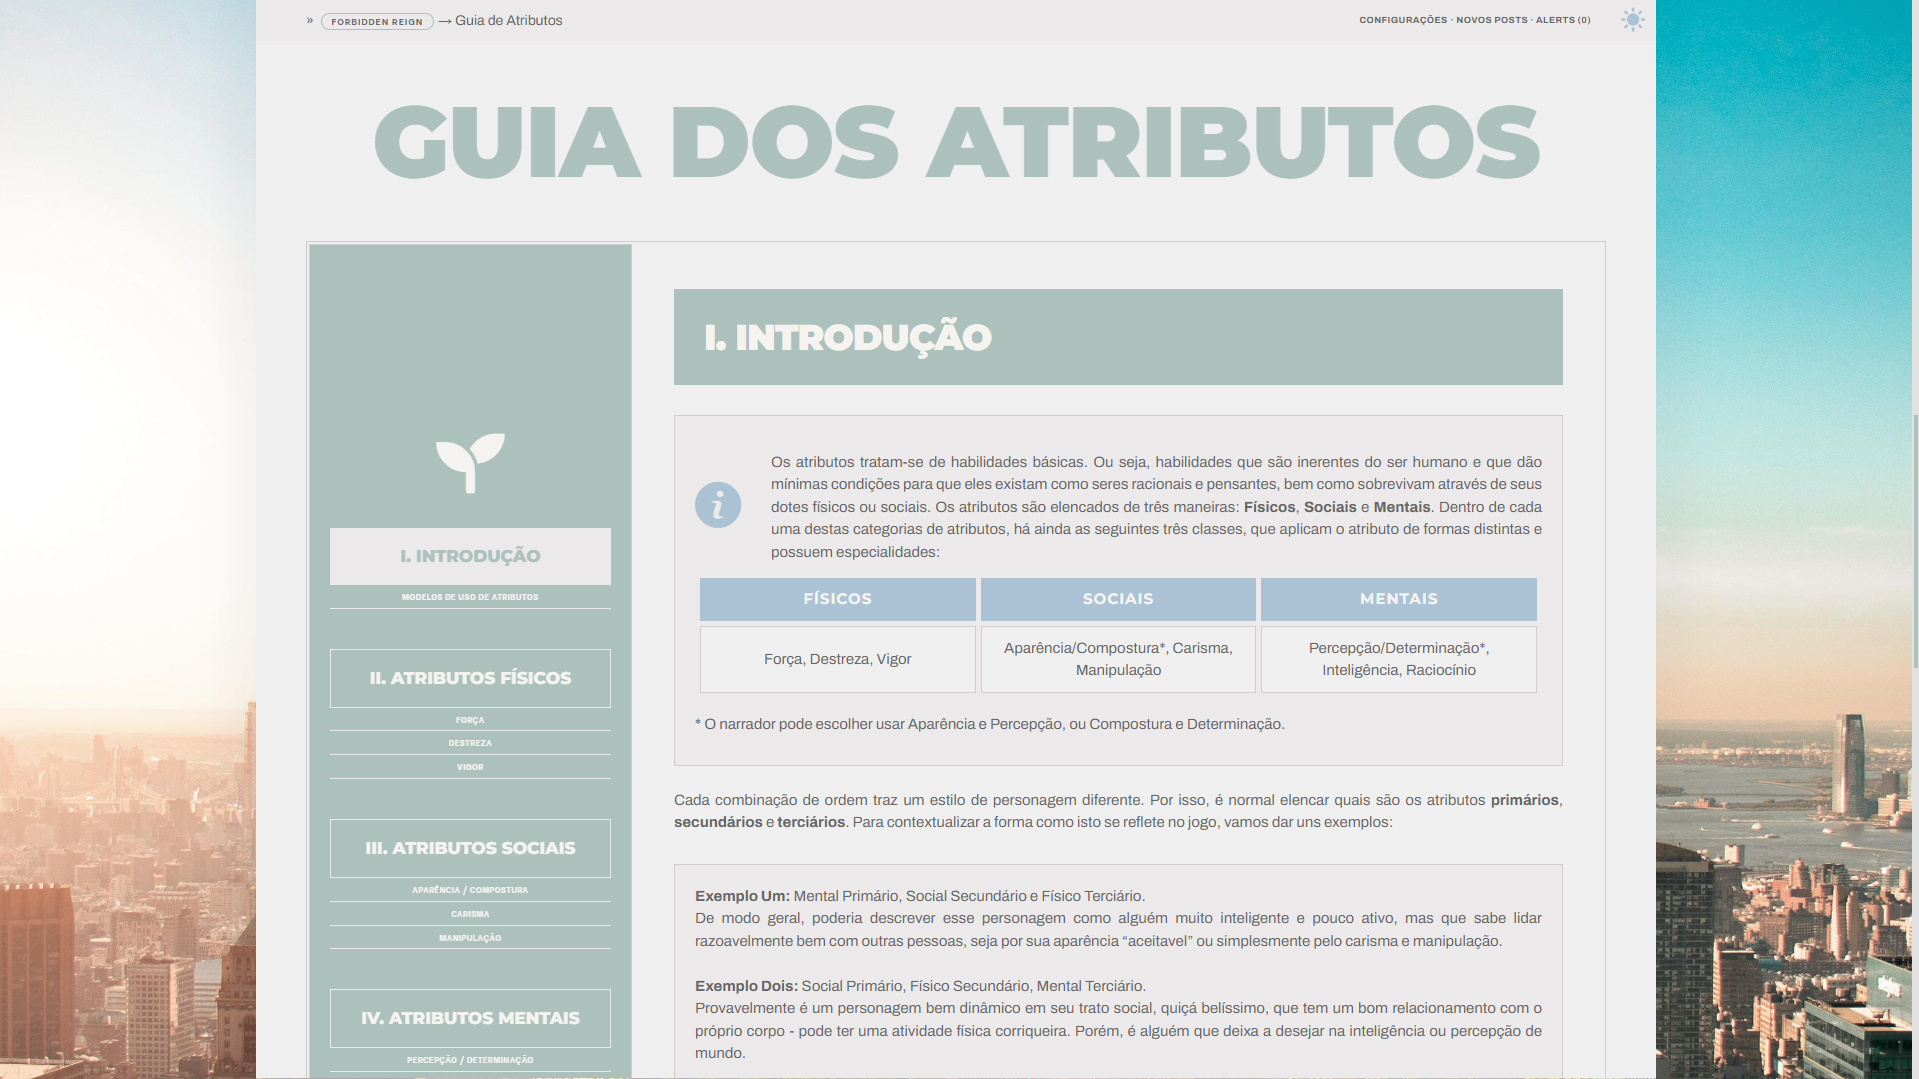 » FORBIDDEN REIGN → Guia de Atributos
CONFIGURAÇÕES · NOVOS POSTS · ALERTS (0)
GUIA DOS ATRIBUTOS
I. INTRODUÇÃO
MODELOS DE USO DE ATRIBUTOS
II. ATRIBUTOS FÍSICOS
FORÇA
DESTREZA
VIGOR
III. ATRIBUTOS SOCIAIS
APARÊNCIA / COMPOSTURA
CARISMA
MANIPULAÇÃO
IV. ATRIBUTOS MENTAIS
PERCEPÇÃO / DETERMINAÇÃO
I. INTRODUÇÃO
Os atributos tratam-se de habilidades básicas. Ou seja, habilidades que são inerentes do ser humano e que dão
mínimas condições para que eles existam como seres racionais e pensantes, bem como sobrevivam através de seus
dotes físicos ou sociais. Os atributos são elencados de três maneiras: Físicos, Sociais e Mentais. Dentro de cada
uma destas categorias de atributos, há ainda as seguintes três classes, que aplicam o atributo de formas distintas e
possuem especialidades:
FÍSICOS SOCIAIS MENTAIS
Força, Destreza, Vigor
Aparência/Compostura*, Carisma,
Manipulação
Percepção/Determinação*,
Inteligência, Raciocínio
* O narrador pode escolher usar Aparência e Percepção, ou Compostura e Determinação.
Cada combinação de ordem traz um estilo de personagem diferente. Por isso, é normal elencar quais são os atributos primários,
secundários e terciários. Para contextualizar a forma como isto se reflete no jogo, vamos dar uns exemplos:
Exemplo Um: Mental Primário, Social Secundário e Físico Terciário.
De modo geral, poderia descrever esse personagem como alguém muito inteligente e pouco ativo, mas que sabe lidar
razoavelmente bem com outras pessoas, seja por sua aparência “aceitavel” ou simplesmente pelo carisma e manipulação.
Exemplo Dois: Social Primário, Físico Secundário, Mental Terciário.
Provavelmente é um personagem bem dinâmico em seu trato social, quiçá belíssimo, que tem um bom relacionamento com o
próprio corpo - pode ter uma atividade física corriqueira. Porém, é alguém que deixa a desejar na inteligência ou percepção de
mundo.